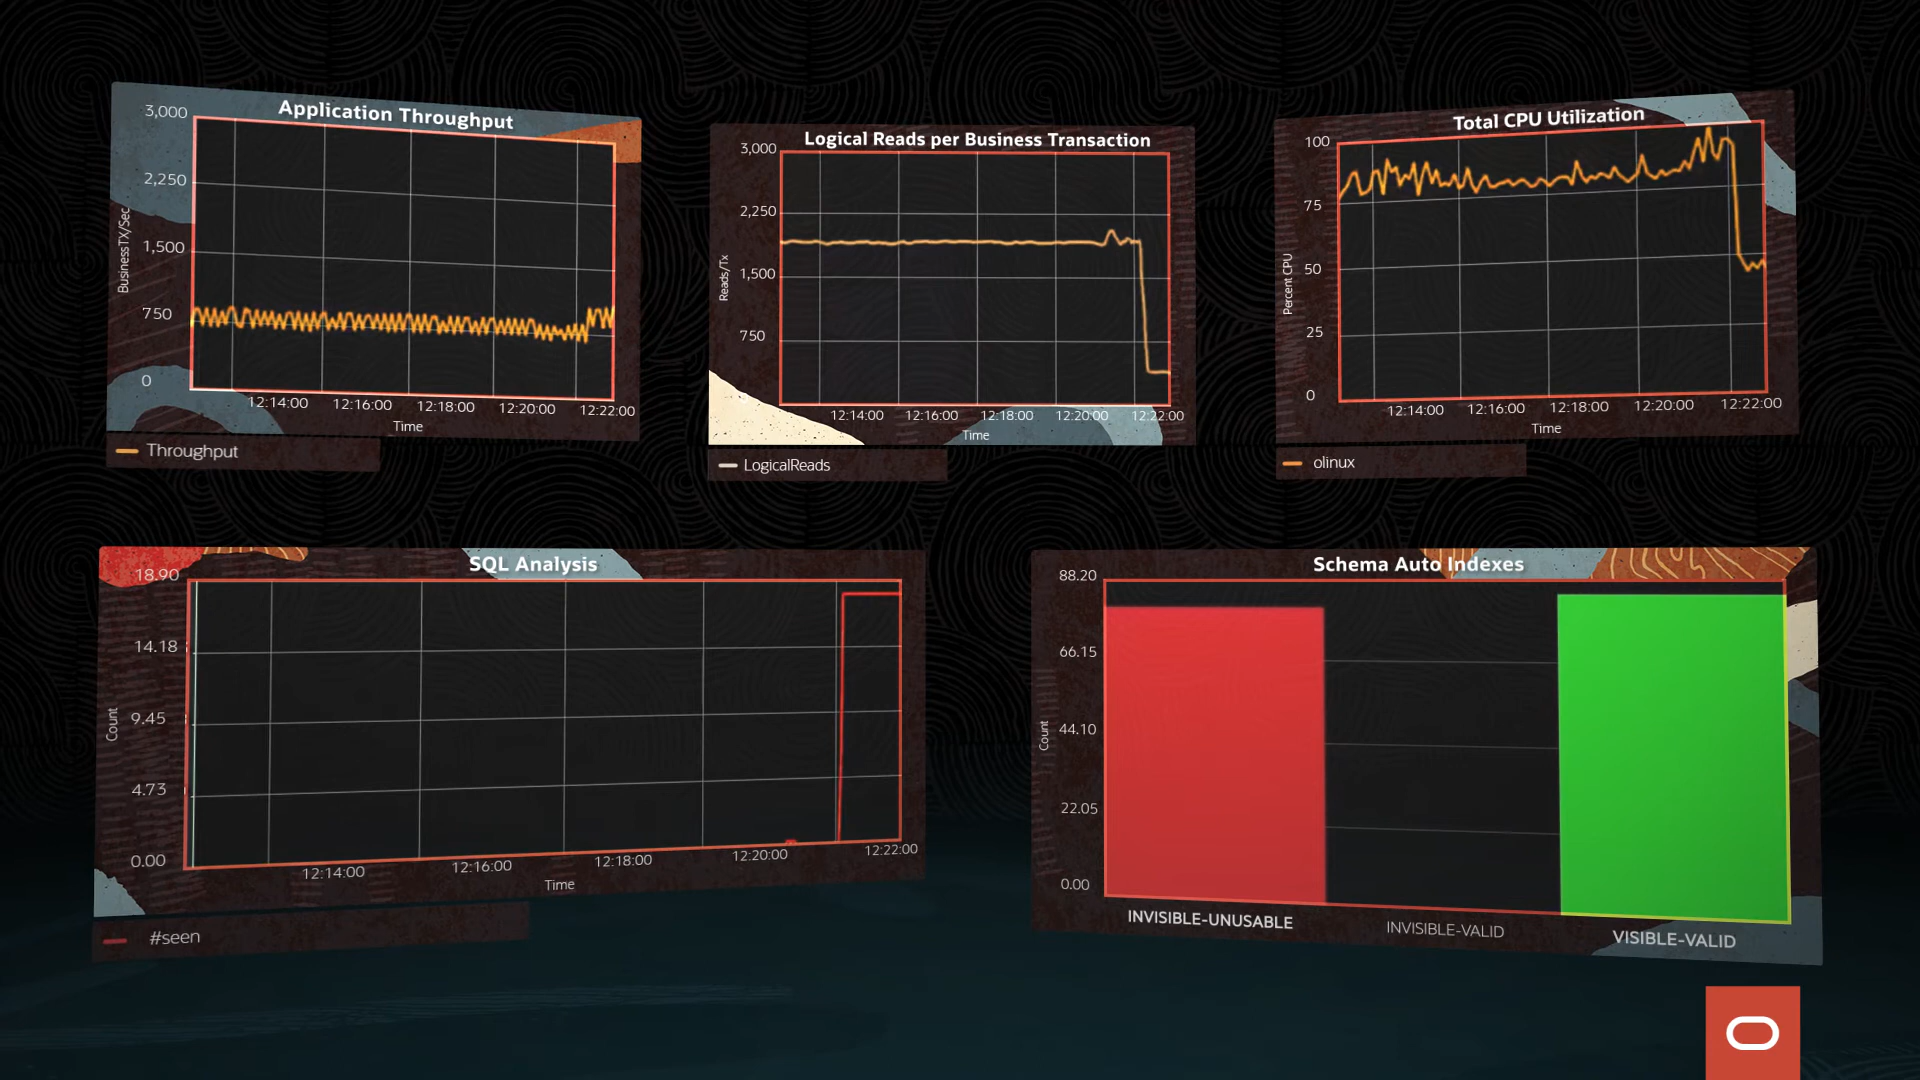 Application Throughput
3,000
2,250
1,500
750
0
BusinessTX/Sec
12:14:00 12:16:00 12:18:00 12:20:00 12:22:00
Time
Throughput
Logical Reads per Business Transaction
3,000
2,250
1,500
750
Reads/Tx
12:14:00 12:16:00 12:18:00 12:20:00 12:22:00
Time
LogicalReads
Total CPU Utilization
100
75
50
25
0
Percent CPU
12:14:00 12:16:00 12:18:00 12:20:00 12:22:00
Time
olinux
SQL Analysis
18.90
14.18
9.45
4.73
0.00
Count
12:14:00 12:16:00 12:18:00 12:20:00 12:22:00
Time
#seen
Schema Auto Indexes
88.20
66.15
44.10
22.05
0.00
Count
INVISIBLE-UNUSABLE INVISIBLE-VALID VISIBLE-VALID